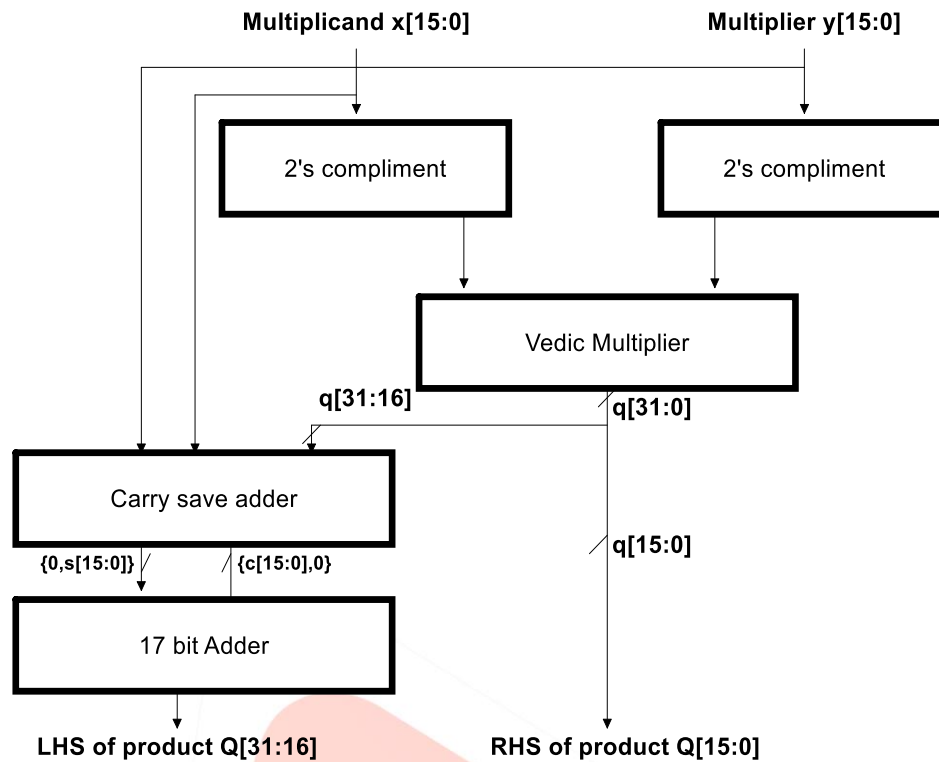 Multiplicand x[15:0]
Multiplier y[15:0]
2's compliment
2's compliment
Vedic Multiplier
q[31:16]
q[31:0]
Carry save adder
q[15:0]
{0,s[15:0]}
{c[15:0],0}
17 bit Adder
LHS of product Q[31:16]
RHS of product Q[15:0]